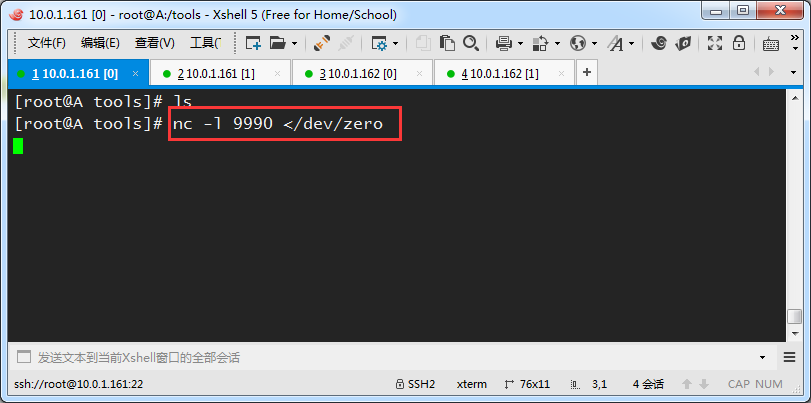 10.0.1.161 [0] - root@A:/tools - Xshell 5 (Free for Home/School)
文件(F) 编辑(E) 查看(V) 工具(
1 10.0.1.161 [0] 2 10.0.1.161 [1] 3 10.0.1.162 [0] 4 10.0.1.162 [1]
[root@A tools]# ls
[root@A tools]# nc -l 9990 </dev/zero
发送文本到当前Xshell窗口的全部会话
ssh://root@10.0.1.161:22 SSH2 xterm 76x11 3,1 4 会话 CAP NUM